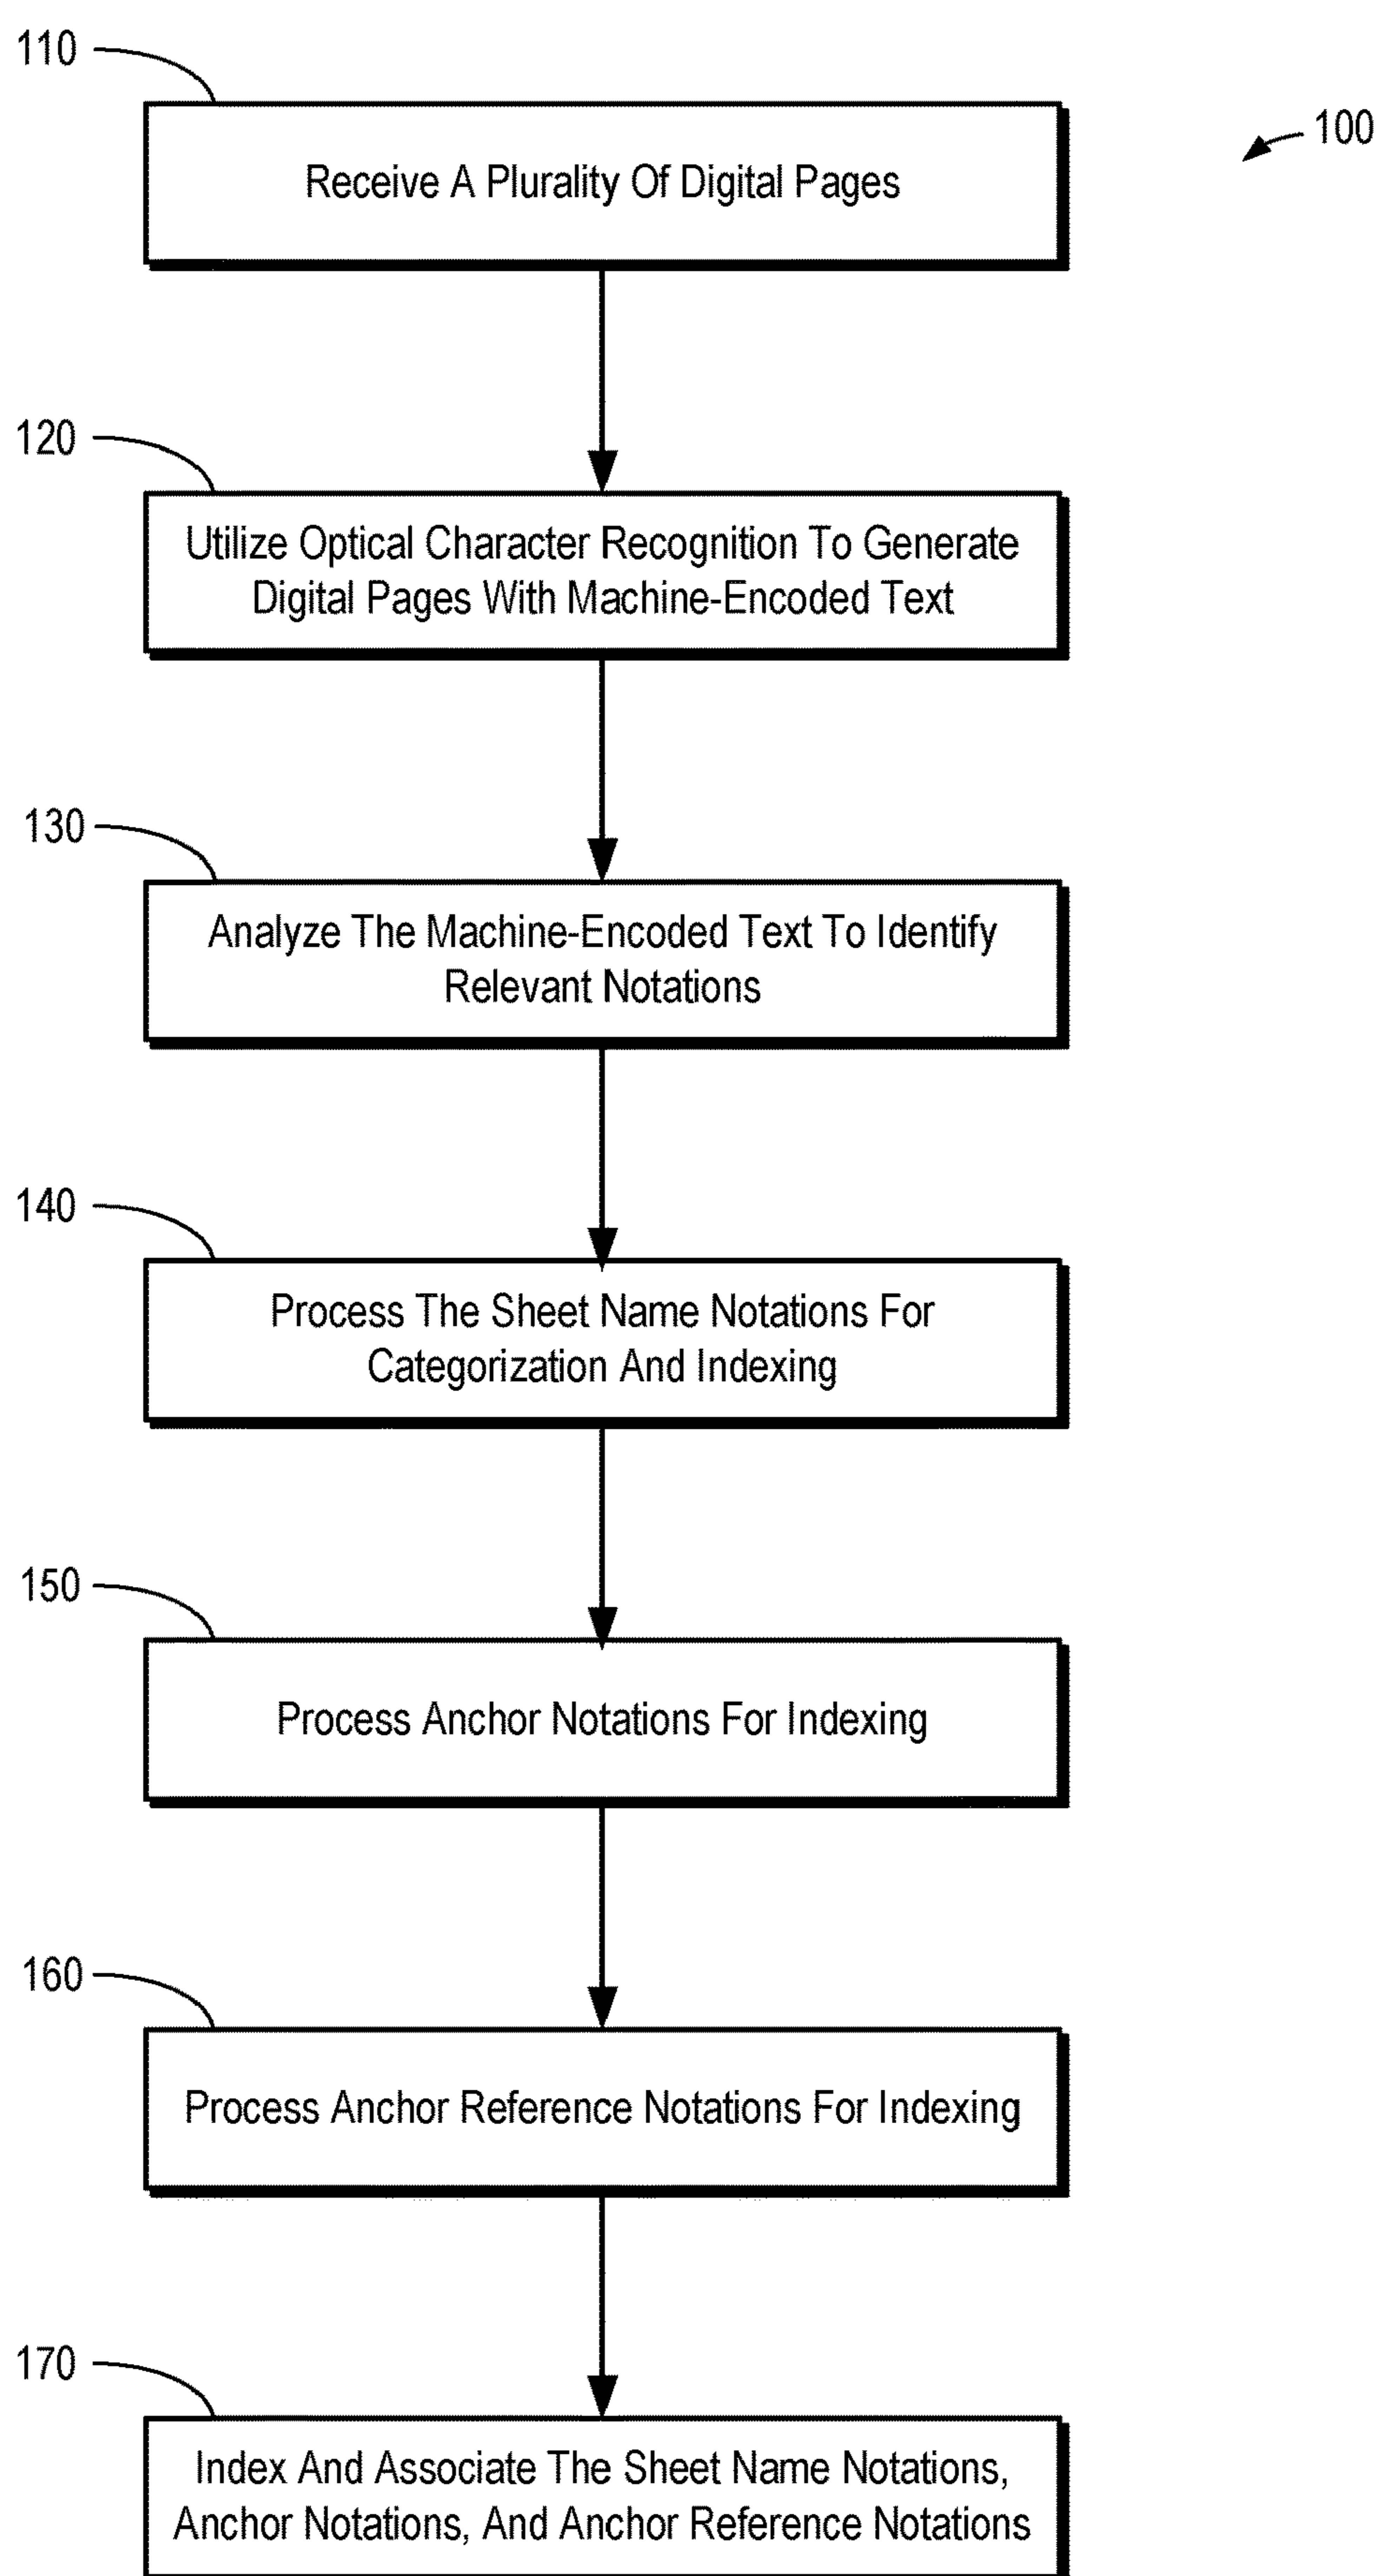 110
100
Receive A Plurality Of Digital Pages
120
Utilize Optical Character Recognition To Generate
Digital Pages With Machine-Encoded Text
130
Analyze The Machine-Encoded Text To Identify
Relevant Notations
140
Process The Sheet Name Notations For
Categorization And Indexing
150
Process Anchor Notations For Indexing
160
Process Anchor Reference Notations For Indexing
170
Index And Associate The Sheet Name Notations,
Anchor Notations, And Anchor Reference Notations